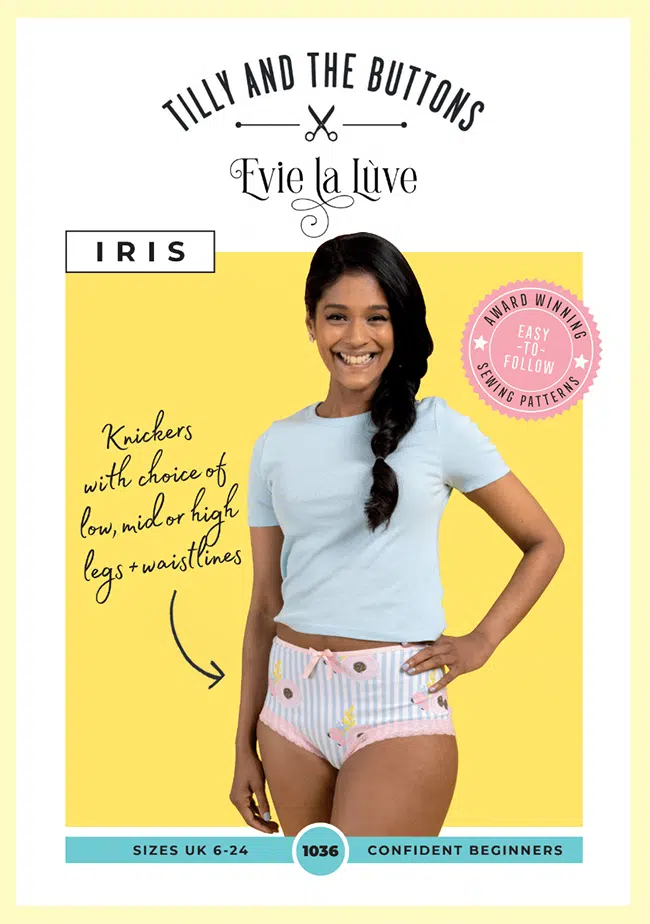 TILLY AND THE BUTTONS
Evie la Lùve
IRIS
AWARD WINNING
EASY
-TO-
FOLLOW
SEWING PATTERNS
Knickers
with choice of
low, mid or high
legs + waistlines
SIZES UK 6-24
1036
CONFIDENT BEGINNERS